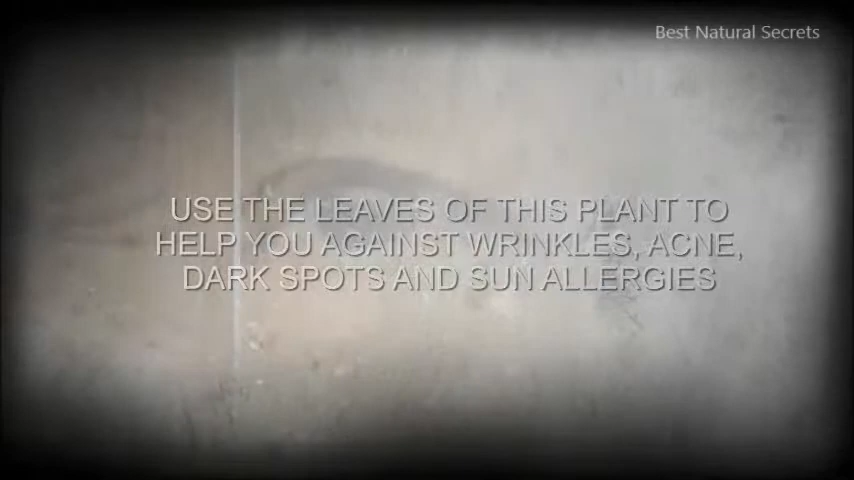 Best Natural Secrets
USE THE LEAVES OF THIS PLANT TO
HELP YOU AGAINST WRINKLES, ACNE,
DARK SPOTS AND SUN ALLERGIES